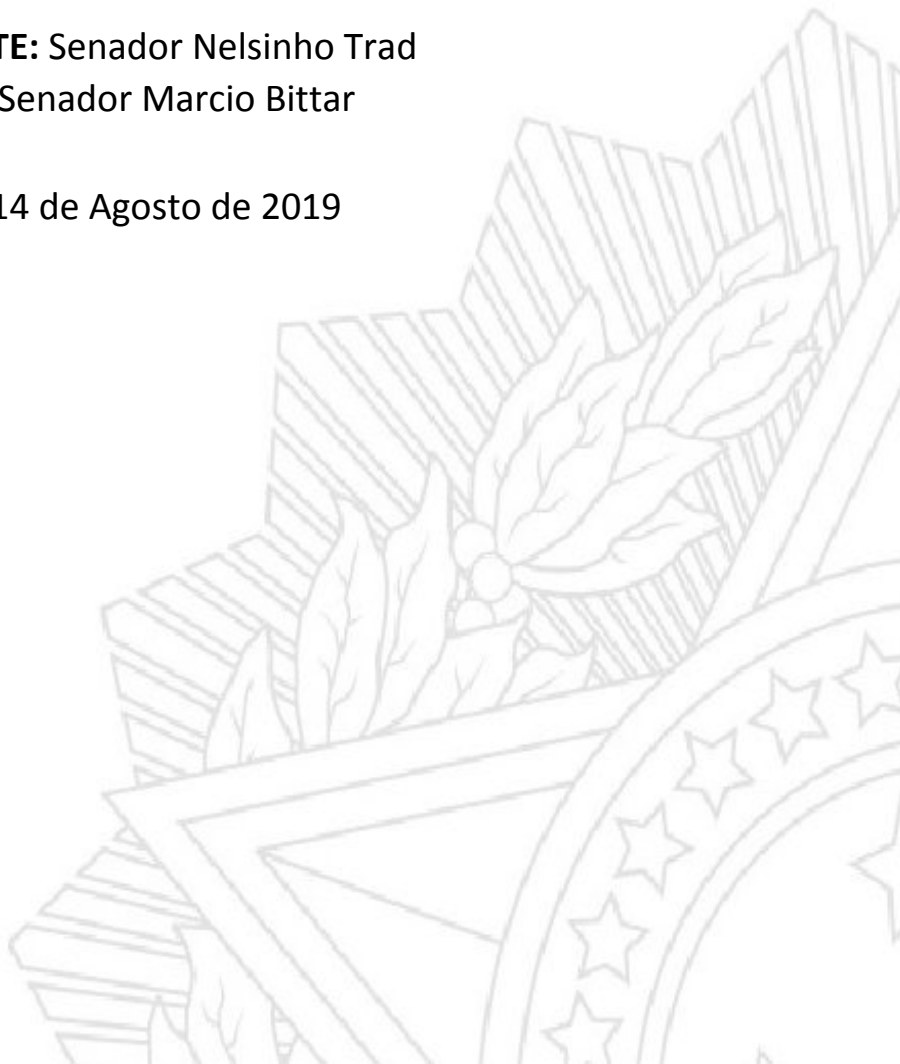 TE: Senador Nelsinho Trad
Senador Marcio Bittar
14 de Agosto de 2019